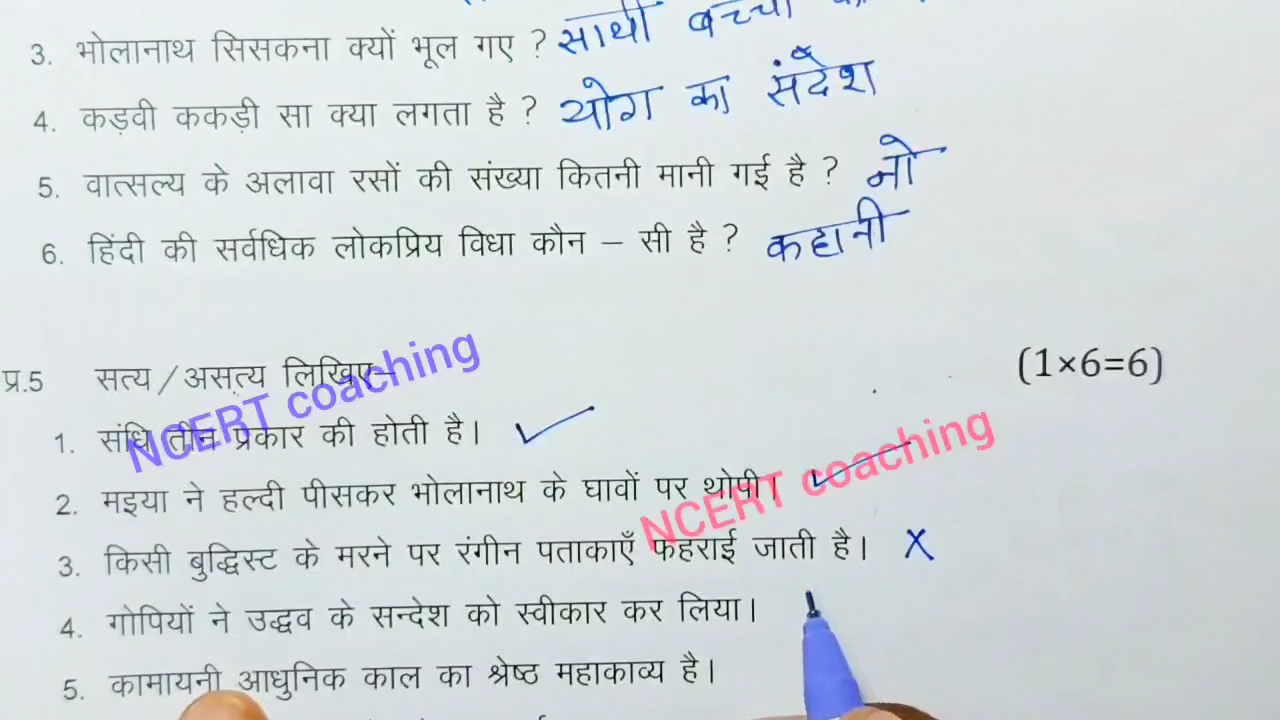 3. भोलानाथ सिसकना क्यों भूल गए ? साथी बच्चों
4. कड़वी ककड़ी सा क्या लगता है ? योग का संदेश
5. वात्सल्य के अलावा रसों की संख्या कितनी मानी गई है ? नो
6. हिंदी की सर्वधिक लोकप्रिय विधा कौन – सी है ? कहानी
प्र.5 सत्य / असत्य लिखिए– (1×6=6)
NCERT coaching
1. संधि तीन प्रकार की होती है। ✓
2. मइया ने हल्दी पीसकर भोलानाथ के घावों पर थोपी। ✓
NCERT coaching
3. किसी बुद्धिस्ट के मरने पर रंगीन पताकाएँ फहराई जाती है। X
4. गोपियों ने उद्धव के सन्देश को स्वीकार कर लिया।
5. कामायनी आधुनिक काल का श्रेष्ठ महाकाव्य है।